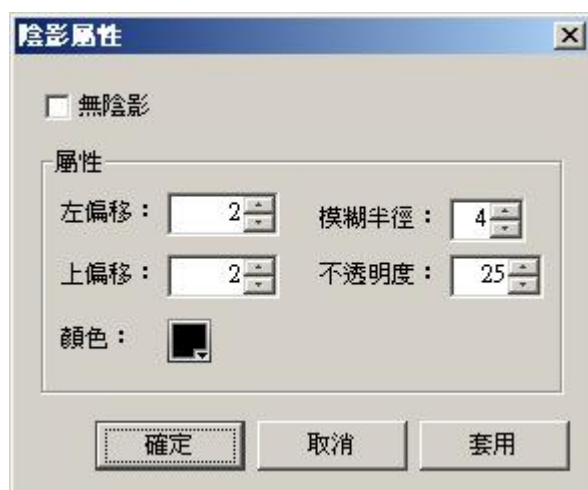 陰影屬性
無陰影
屬性
左偏移： 2 模糊半徑： 4
上偏移： 2 不透明度： 25
顏色：
確定 取消 套用